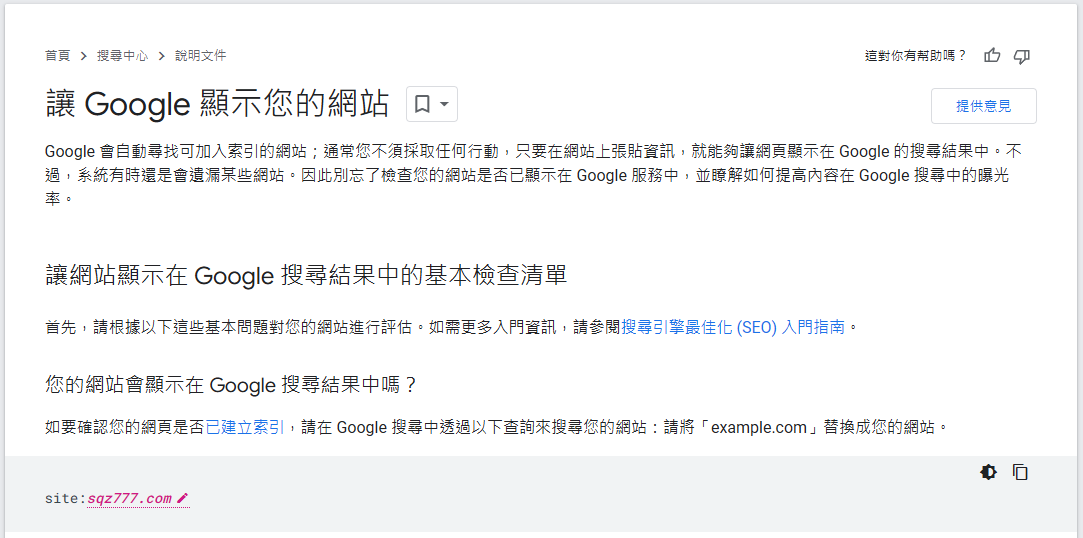 首頁 > 搜尋中心 > 說明文件
這對你有幫助嗎？
讓 Google 顯示您的網站
提供意見
Google 會自動尋找可加入索引的網站；通常您不須採取任何行動，只要在網站上張貼資訊，就能夠讓網頁顯示在 Google 的搜尋結果中。不
過，系統有時還是會遺漏某些網站。因此別忘了檢查您的網站是否已顯示在 Google 服務中，並瞭解如何提高內容在 Google 搜尋中的曝光
率。
讓網站顯示在 Google 搜尋結果中的基本檢查清單
首先，請根據以下這些基本問題對您的網站進行評估。如需更多入門資訊，請參閱搜尋引擎最佳化 (SEO) 入門指南。
您的網站會顯示在 Google 搜尋結果中嗎？
如要確認您的網頁是否已建立索引，請在 Google 搜尋中透過以下查詢來搜尋您的網站：請將「example.com」替換成您的網站。
site:sqz777.com